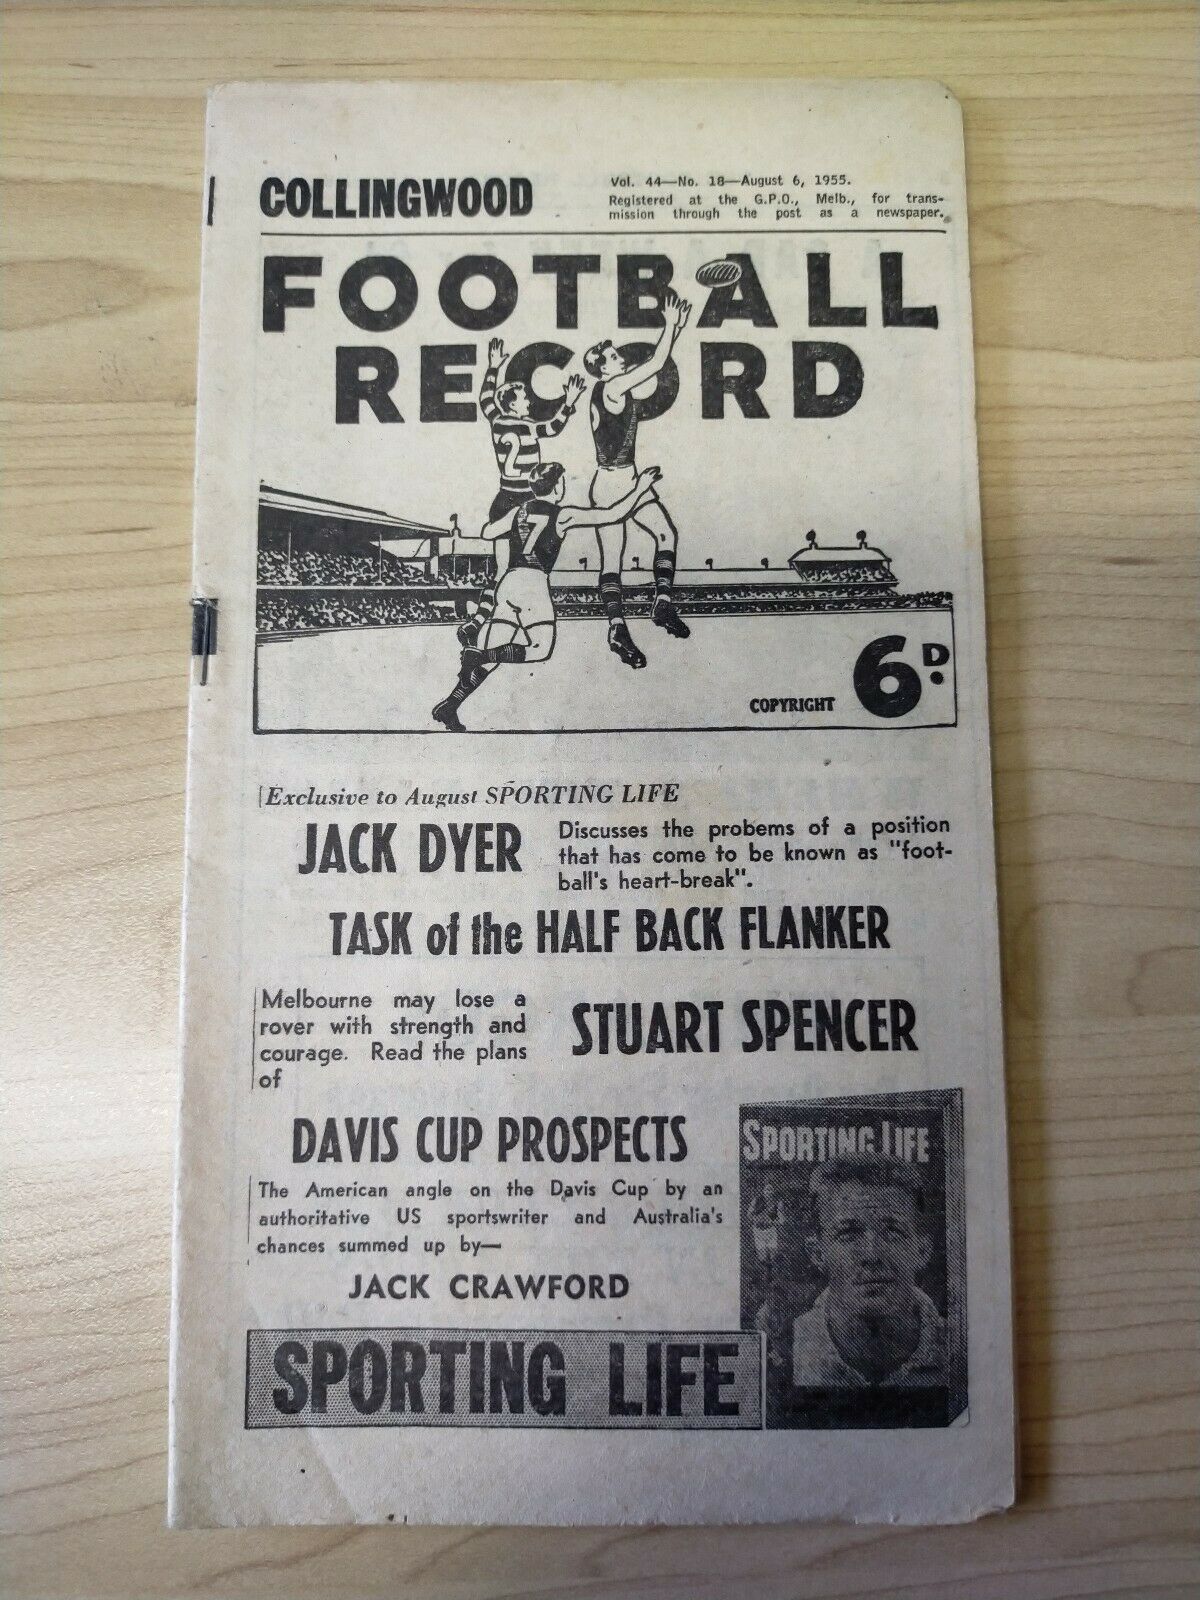 COLLINGWOOD
Vol. 44—No. 18—August 6, 1955.
Registered at the G.P.O., Melb., for trans-
mission through the post as a newspaper.
FOOTBALL
RECORD
2
7
COPYRIGHT
6D.
Exclusive to August SPORTING LIFE
JACK DYER
Discusses the probems of a position
that has come to be known as "foot-
ball's heart-break".
TASK of the HALF BACK FLANKER
Melbourne may lose a
rover with strength and
courage. Read the plans
of
STUART SPENCER
DAVIS CUP PROSPECTS
The American angle on the Davis Cup by an
authoritative US sportswriter and Australia's
chances summed up by—
JACK CRAWFORD
SPORTING LIFE
SPORTING LIFE